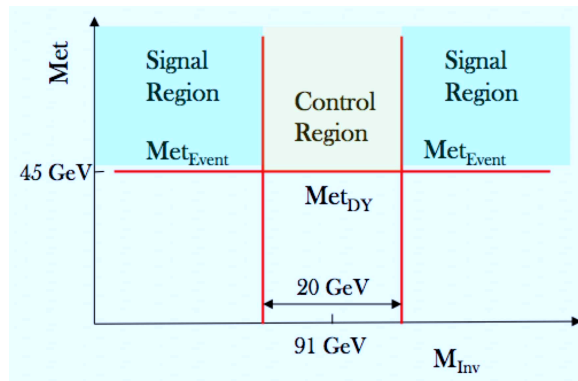 Met
Signal
Region
Control
Region
Signal
Region
Met_Event
Met_Event
45 GeV
Met_DY
20 GeV
91 GeV
M_Inv